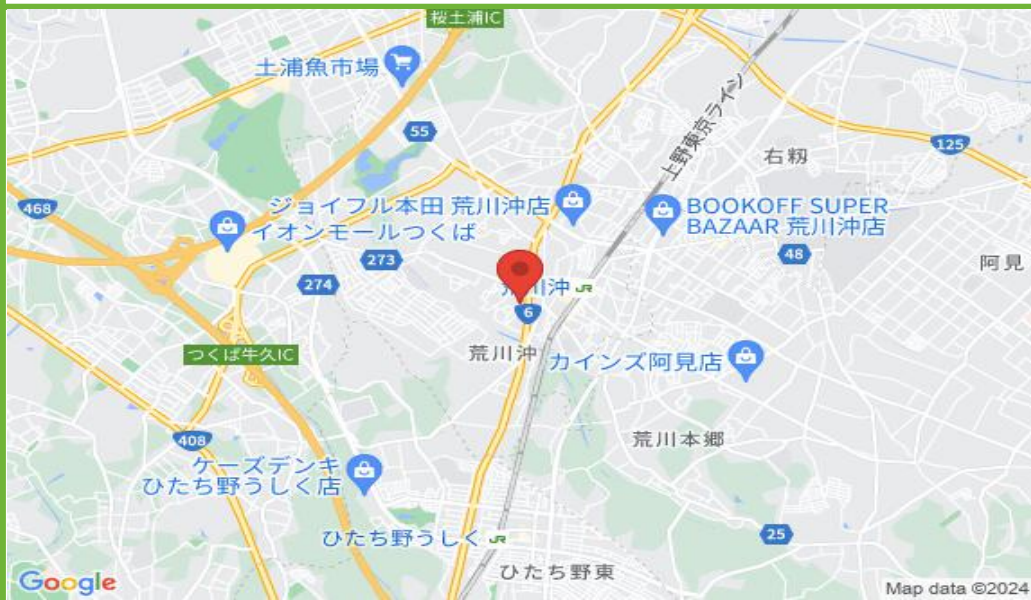 桜土浦IC
土浦魚市場
55
上野東京ライン
125
右籾
468
ジョイフル本田 荒川沖店
イオンモールつくば
BOOKOFF SUPER
BAZAAR 荒川沖店
273
48
阿見
274
荒川沖 JR
6
つくば牛久IC
荒川沖
カインズ阿見店
408
荒川本郷
ケーズデンキ
ひたち野うしく店
25
ひたち野うしく JR
ひたち野東
Google
Map data ©2024